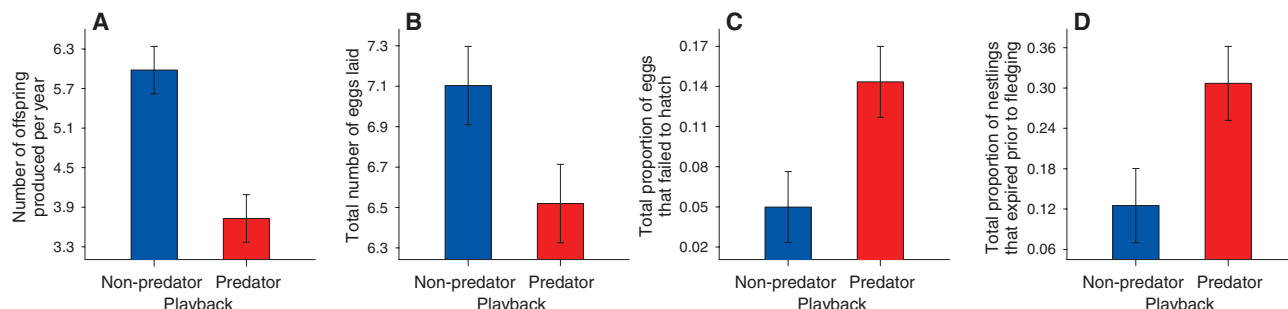 A
Number of offspring
produced per year
6.3
5.7
5.1
4.5
3.9
3.3
Non-predator Predator
Playback
B
Total number of eggs laid
7.3
7.1
6.9
6.7
6.5
6.3
Non-predator Predator
Playback
C
Total proportion of eggs
that failed to hatch
0.17
0.14
0.11
0.08
0.05
0.02
Non-predator Predator
Playback
D
Total proportion of nestlings
that expired prior to fledging
0.36
0.30
0.24
0.18
0.12
0.06
Non-predator Predator
Playback